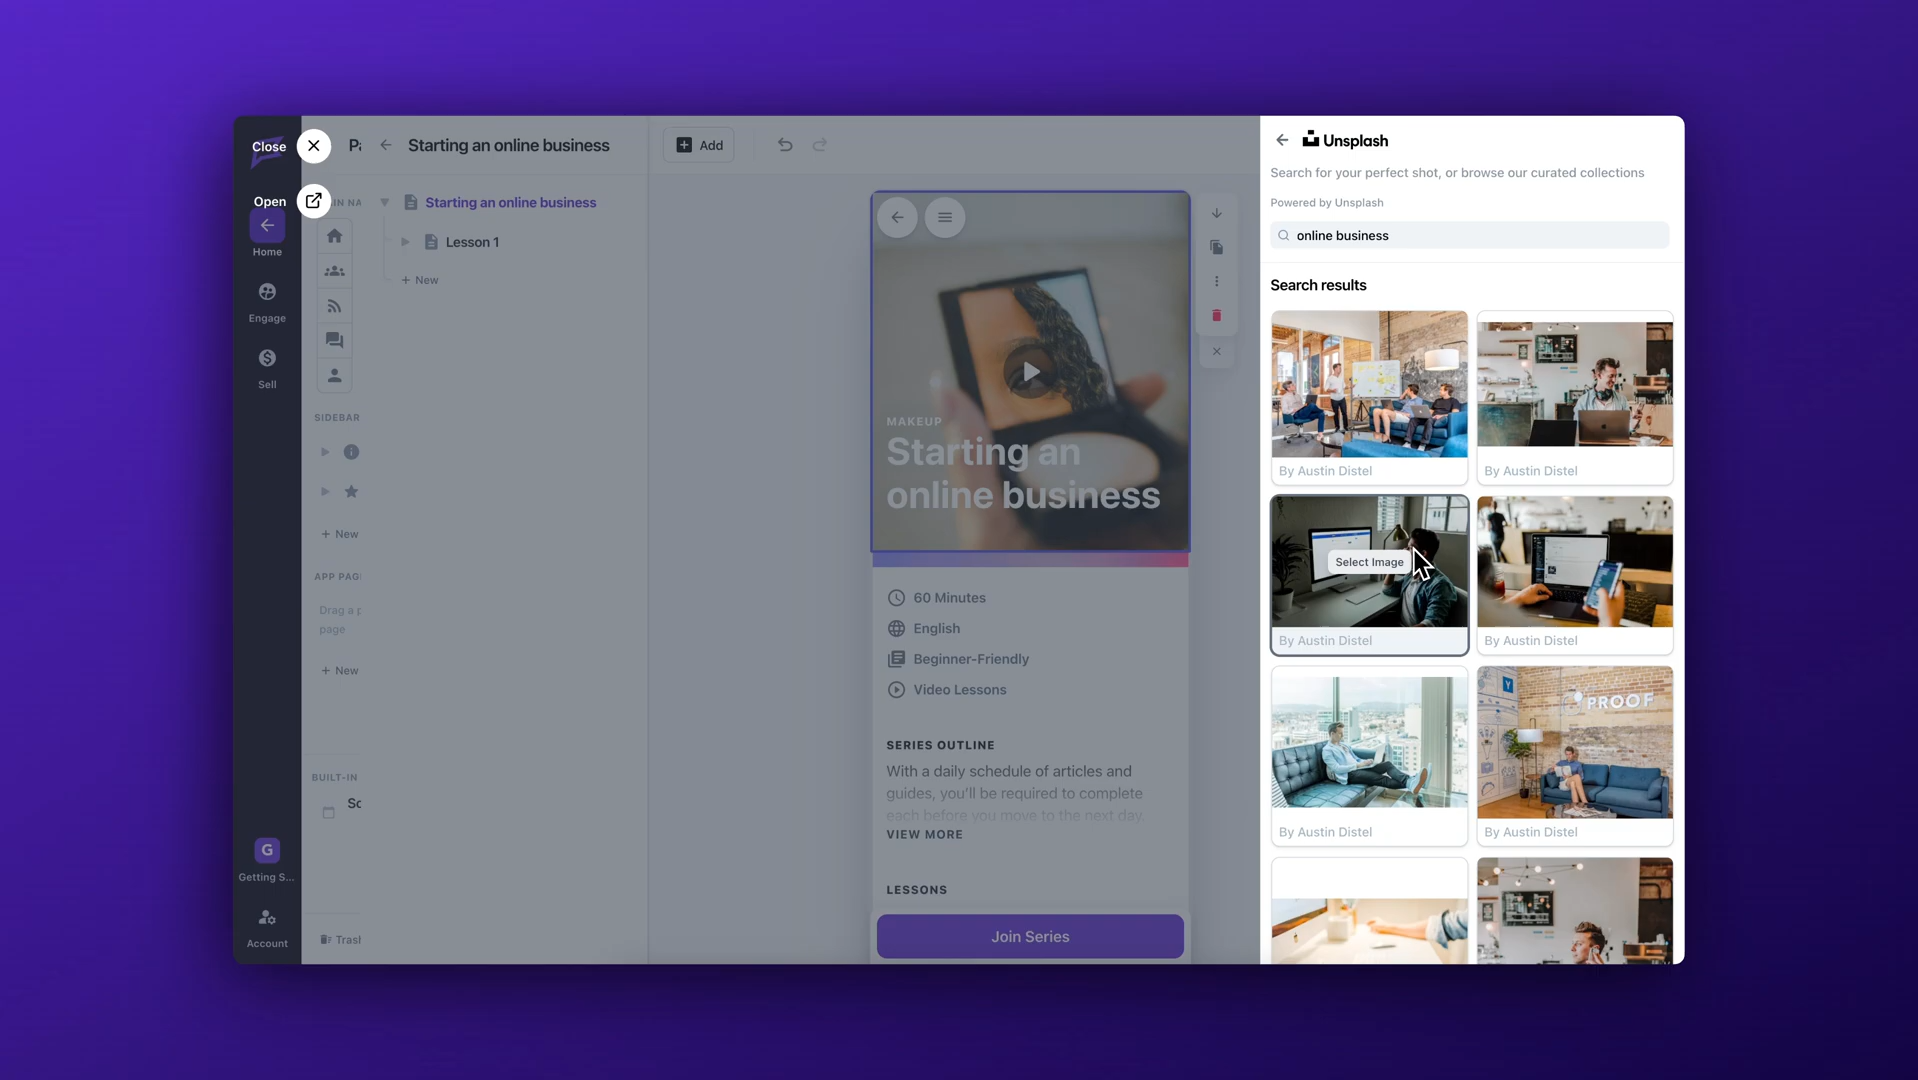 Close
Open
Home
Engage
Sell
G
Getting S...
Account
Starting an online business
Starting an online business
Lesson 1
+ New
SIDEBAR
+ New
APP PAG
Drag a p
page
+ New
BUILT-IN
Sc
Trash
Add
MAKEUP
Starting an
online business
60 Minutes
English
Beginner-Friendly
Video Lessons
SERIES OUTLINE
With a daily schedule of articles and
guides, you'll be required to complete
each before you move to the next day.
VIEW MORE
LESSONS
Join Series
Unsplash
Search for your perfect shot, or browse our curated collections
Powered by Unsplash
online business
Search results
By Austin Distel
By Austin Distel
Select Image
By Austin Distel
By Austin Distel
PROOF
By Austin Distel
By Austin Distel